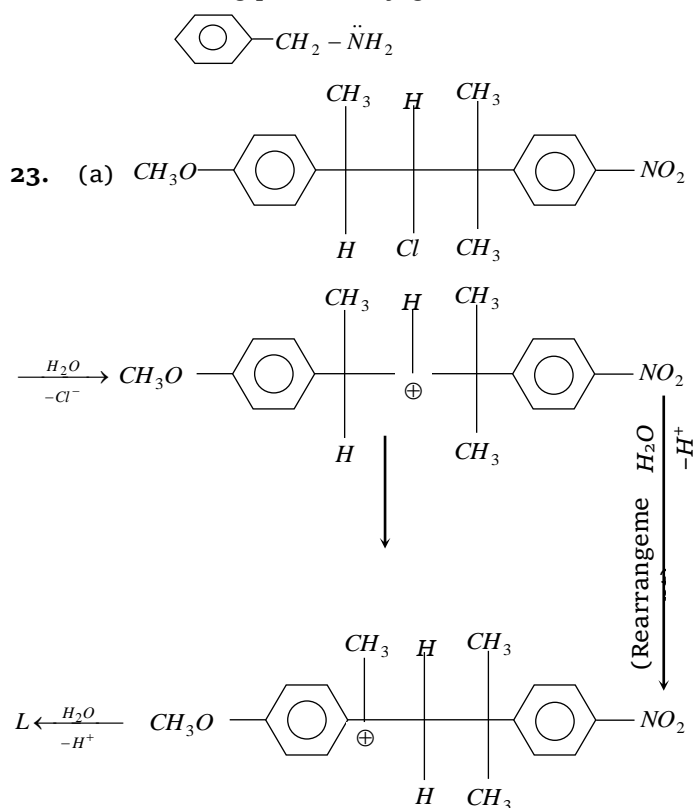 CH₂ – N̈H₂
CH₃ H CH₃
23. (a) CH₃O NO₂
H Cl CH₃
CH₃ H CH₃
H₂O
–Cl⁻
CH₃O ⊕ NO₂
H CH₃
H₂O
–H⁺
(Rearrangeme
CH₃ H CH₃
L H₂O
–H⁺
CH₃O ⊕ NO₂
H CH₃